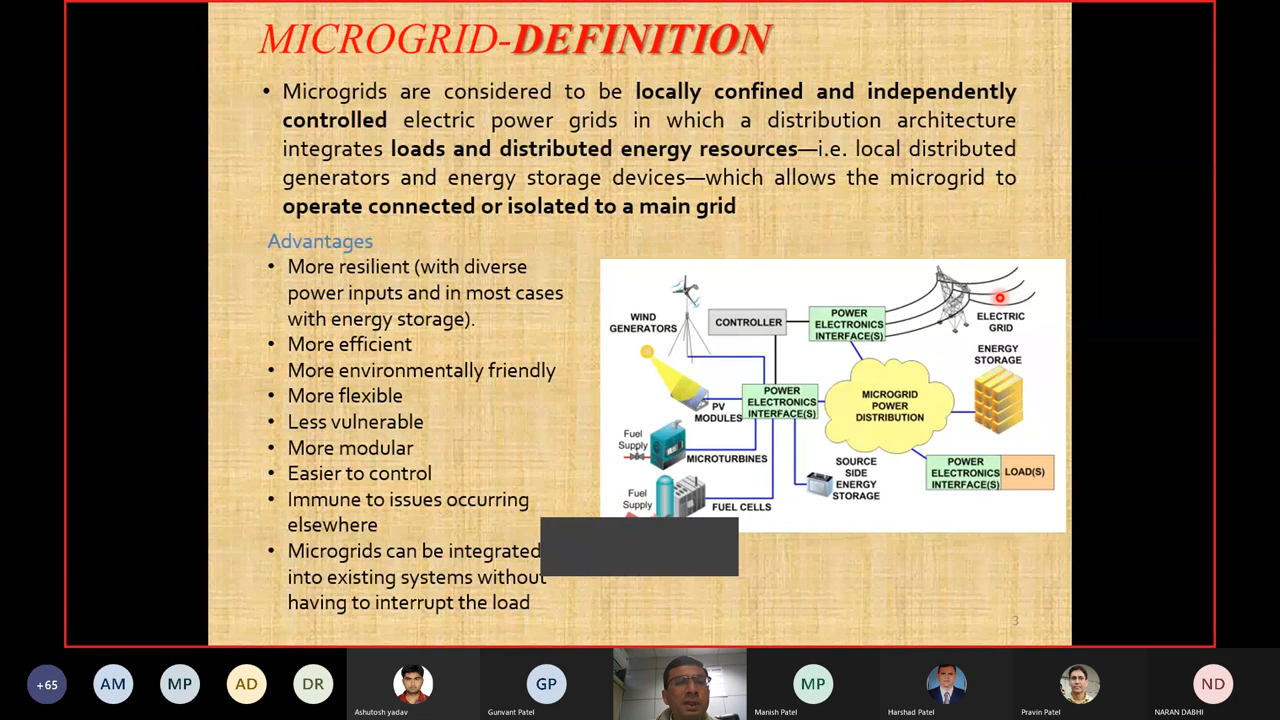 MICROGRID-DEFINITION
• Microgrids are considered to be locally confined and independently
controlled electric power grids in which a distribution architecture
integrates loads and distributed energy resources—i.e. local distributed
generators and energy storage devices—which allows the microgrid to
operate connected or isolated to a main grid
Advantages
• More resilient (with diverse
power inputs and in most cases
with energy storage).
• More efficient
• More environmentally friendly
• More flexible
• Less vulnerable
• More modular
• Easier to control
• Immune to issues occurring
elsewhere
• Microgrids can be integrated
into existing systems without
having to interrupt the load
WIND
GENERATORS
CONTROLLER
POWER
ELECTRONICS
INTERFACE(S)
ELECTRIC
GRID
ENERGY
STORAGE
PV
MODULES
POWER
ELECTRONICS
INTERFACE(S)
MICROGRID
POWER
DISTRIBUTION
Fuel
Supply
MICROTURBINES
SOURCE
SIDE
ENERGY
STORAGE
POWER
ELECTRONICS
INTERFACE(S)
LOAD(S)
Fuel
Supply
FUEL CELLS
3
+65
AM
MP
AD
DR
Ashutosh yadav
GP
Gunvant Patel
MP
Manish Patel
Harshad Patel
Pravin Patel
ND
NARAN DABHI